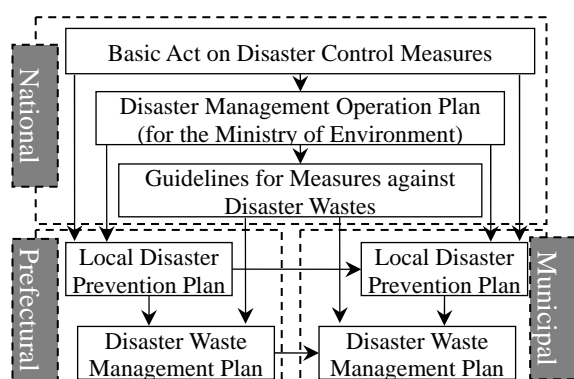 National
Basic Act on Disaster Control Measures
Disaster Management Operation Plan
(for the Ministry of Environment)
Guidelines for Measures against
Disaster Wastes
Prefectural
Local Disaster
Prevention Plan
Disaster Waste
Management Plan
Local Disaster
Prevention Plan
Disaster Waste
Management Plan
Municipal